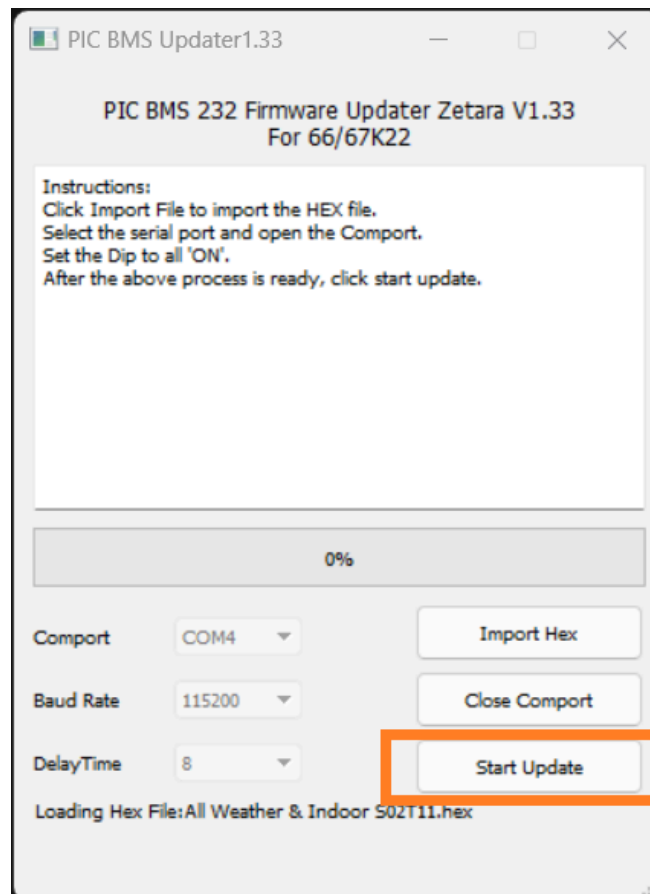 PIC BMS Updater1.33
PIC BMS 232 Firmware Updater Zetara V1.33
For 66/67K22
Instructions:
Click Import File to import the HEX file.
Select the serial port and open the Comport.
Set the Dip to all 'ON'.
After the above process is ready, click start update.
0%
Comport
COM4
Import Hex
Baud Rate
115200
Close Comport
DelayTime
8
Start Update
Loading Hex File:All Weather & Indoor S02T11.hex